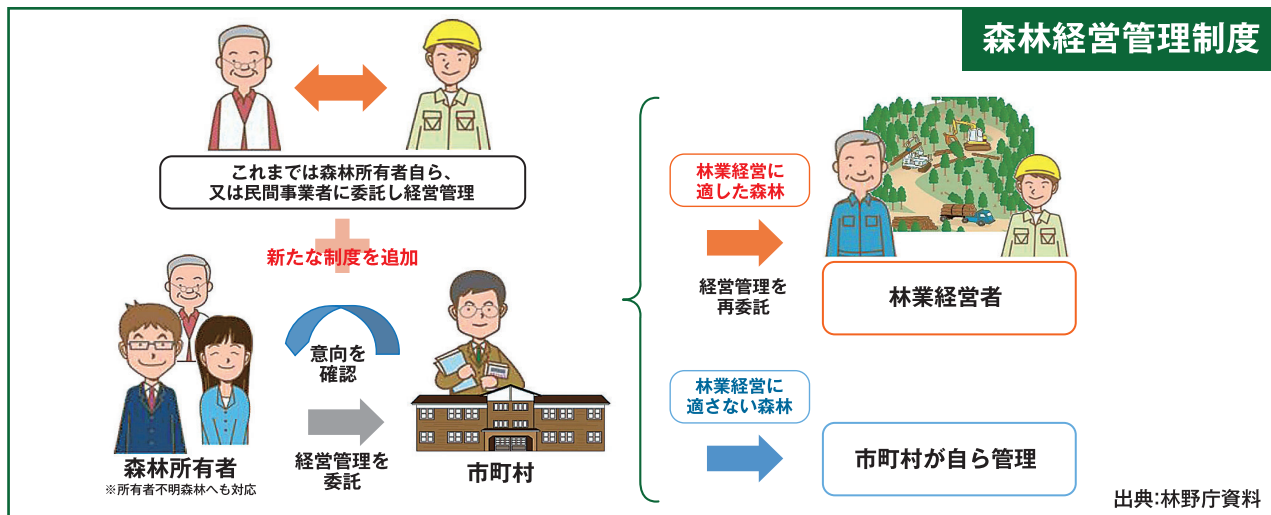 森林経営管理制度
これまでは森林所有者自ら、
又は民間事業者に委託し経営管理
新たな制度を追加
意向を
確認
経営管理を
委託
森林所有者
※所有者不明森林へも対応
市町村
林業経営に
適した森林
経営管理を
再委託
林業経営者
林業経営に
適さない森林
市町村が自ら管理
出典:林野庁資料